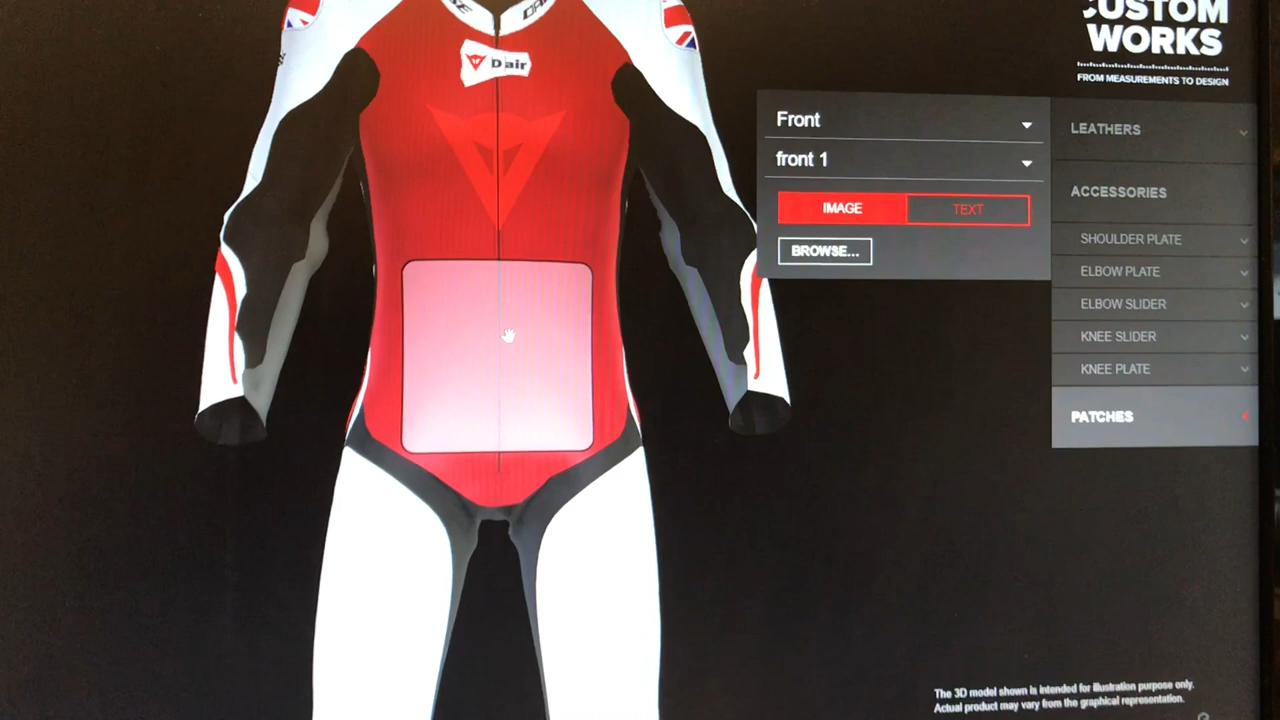 D air
CUSTOM
WORKS
FROM MEASUREMENTS TO DESIGN
Front
front 1
IMAGE
TEXT
BROWSE...
LEATHERS
ACCESSORIES
SHOULDER PLATE
ELBOW PLATE
ELBOW SLIDER
KNEE SLIDER
KNEE PLATE
PATCHES
The 3D model shown is intended for illustration purpose only.
Actual product may vary from the graphical representation.